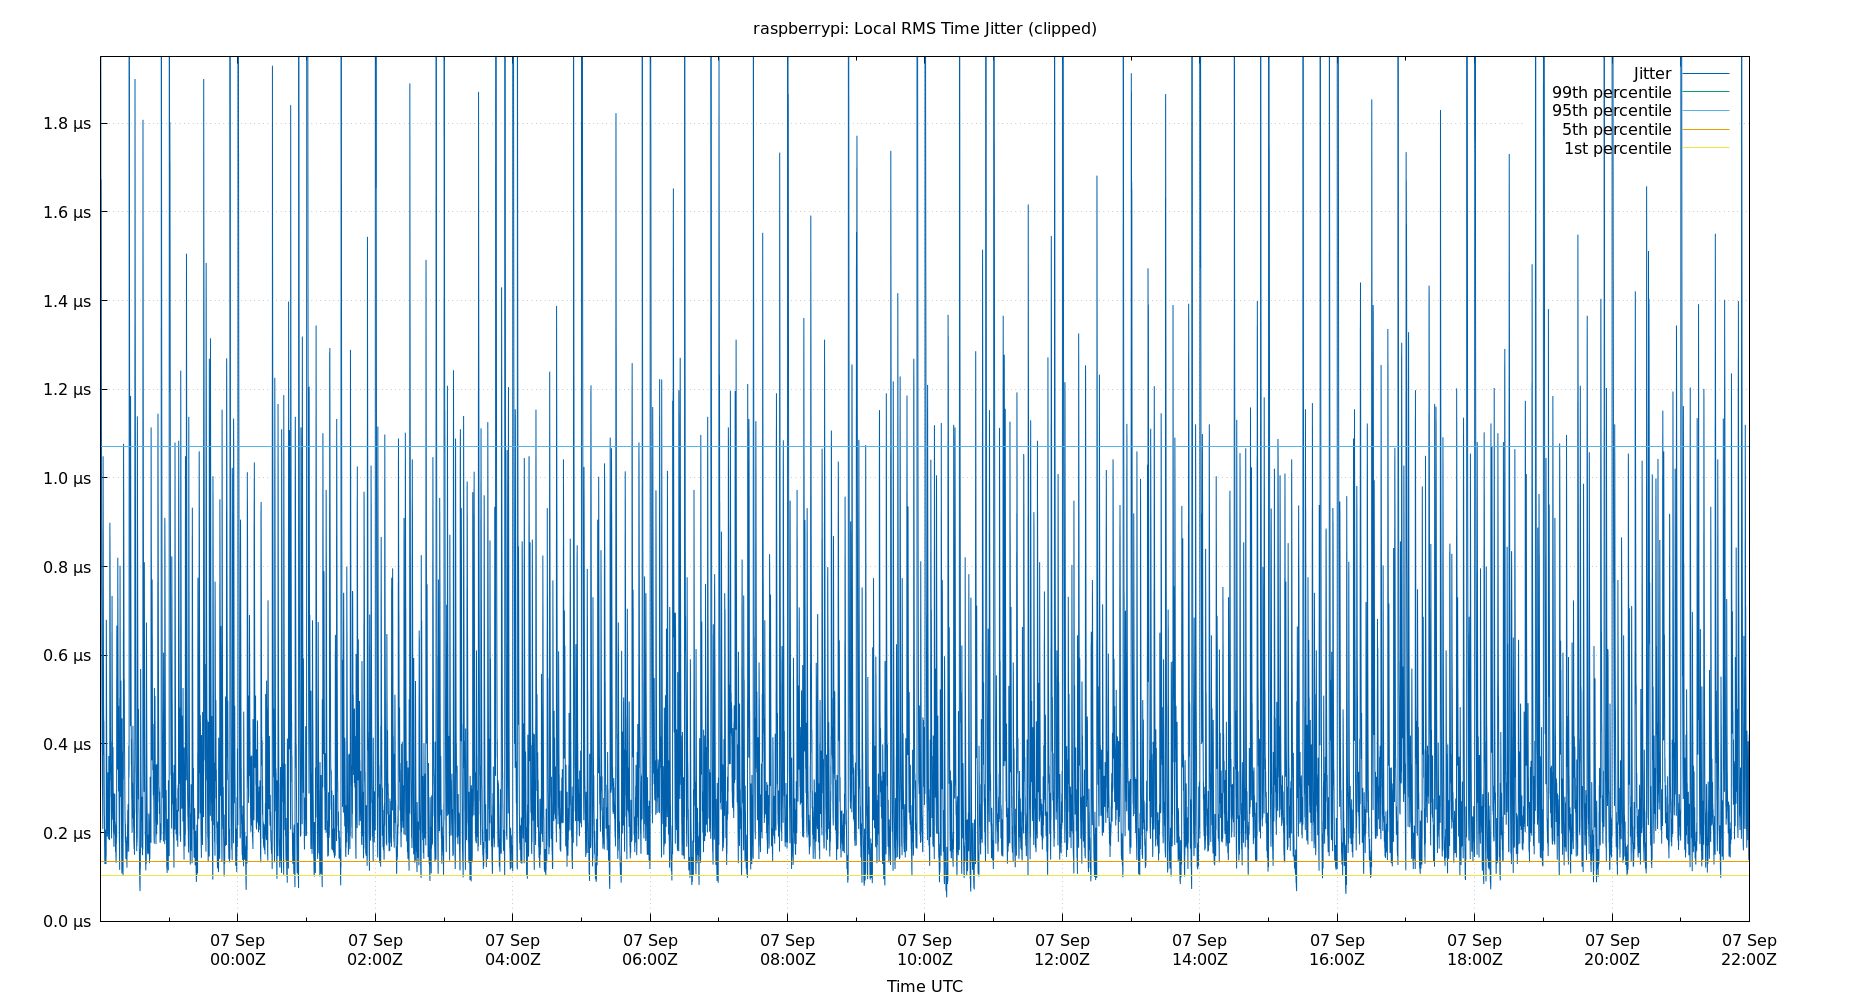 raspberrypi: Local RMS Time Jitter (clipped)
Jitter
99th percentile
95th percentile
5th percentile
1st percentile
1.8 µs
1.6 µs
1.4 µs
1.2 µs
1.0 µs
0.8 µs
0.6 µs
0.4 µs
0.2 µs
0.0 µs
07 Sep 07 Sep 07 Sep 07 Sep 07 Sep 07 Sep 07 Sep 07 Sep 07 Sep 07 Sep 07 Sep 07 Sep
00:00Z 02:00Z 04:00Z 06:00Z 08:00Z 10:00Z 12:00Z 14:00Z 16:00Z 18:00Z 20:00Z 22:00Z
Time UTC